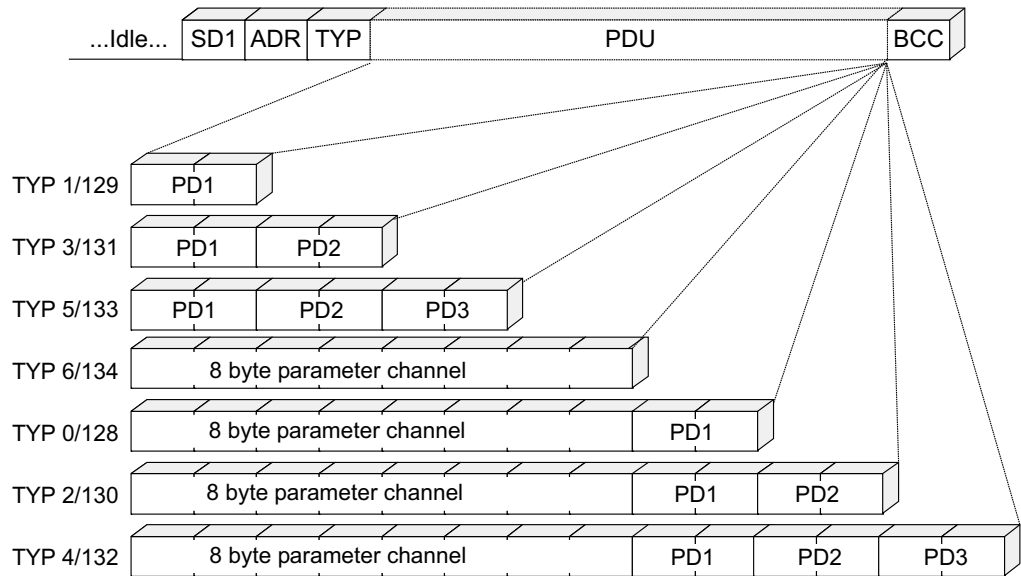 ...Idle... SD1 ADR TYP PDU BCC
TYP 1/129 PD1
TYP 3/131 PD1 PD2
TYP 5/133 PD1 PD2 PD3
TYP 6/134 8 byte parameter channel
TYP 0/128 8 byte parameter channel PD1
TYP 2/130 8 byte parameter channel PD1 PD2
TYP 4/132 8 byte parameter channel PD1 PD2 PD3